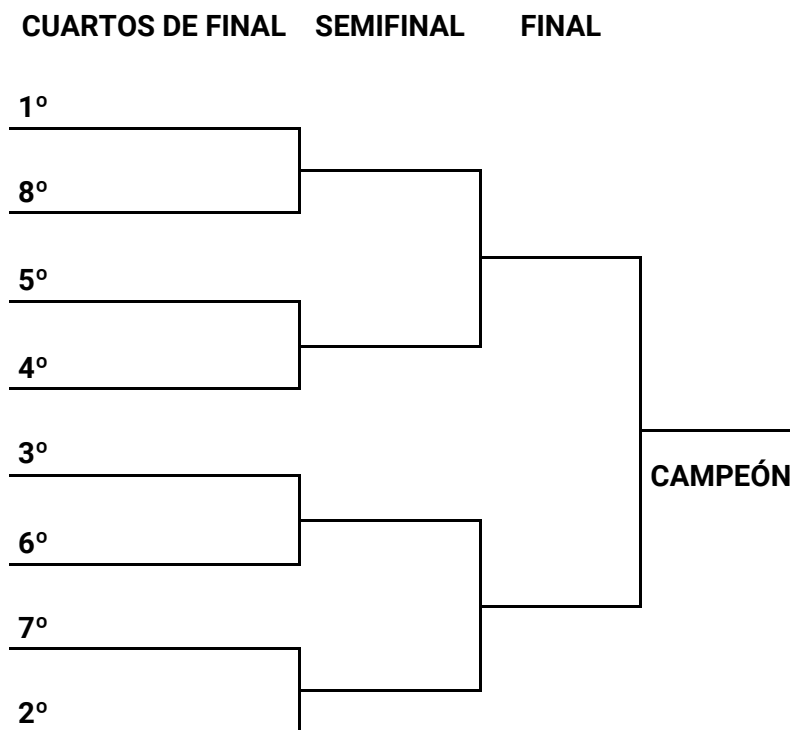 CUARTOS DE FINAL SEMIFINAL FINAL
1º
8º
5º
4º
3º
CAMPEÓN
6º
7º
2º